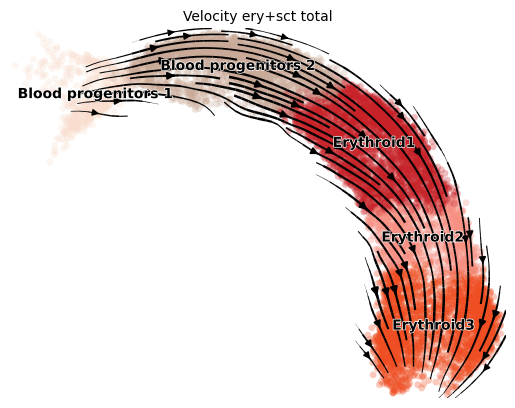 Velocity ery+sct total
Blood progenitors 2
Blood progenitors 1
Erythroid1
Erythroid2
Erythroid3